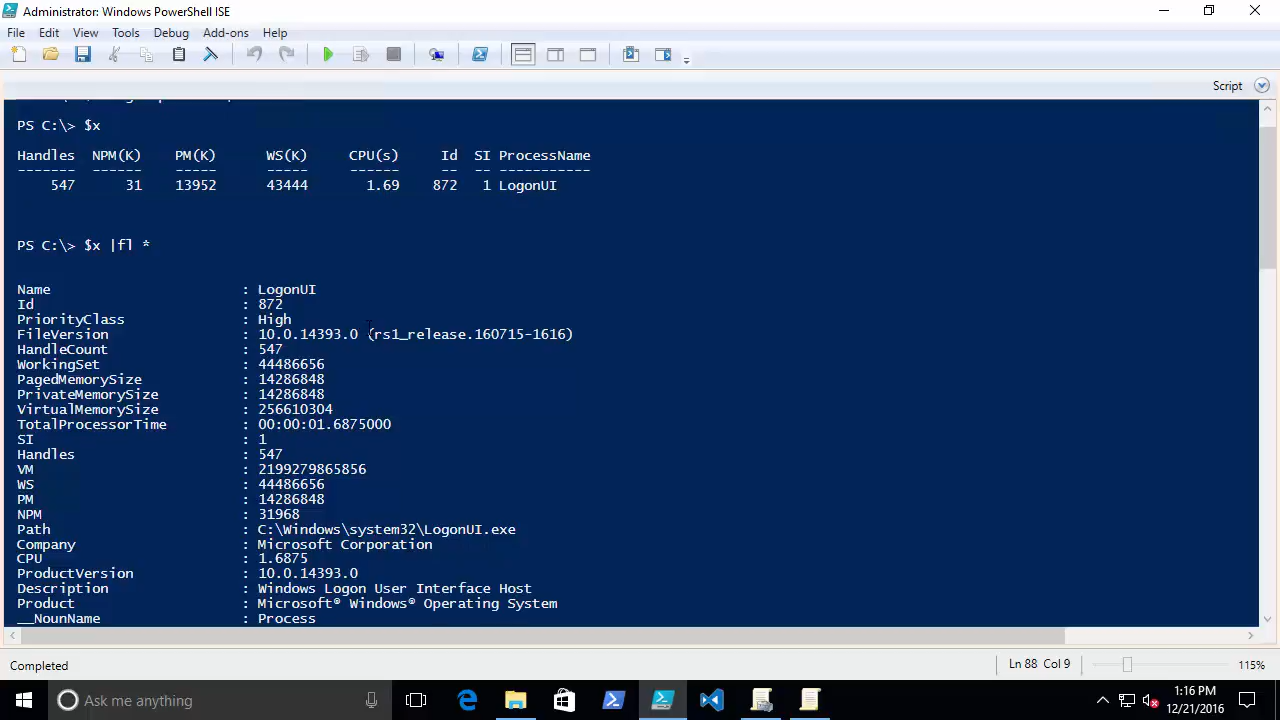 Administrator: Windows PowerShell ISE
File Edit View Tools Debug Add-ons Help
Script
PS C:\> $x
Handles NPM(K) PM(K) WS(K) CPU(s) Id SI ProcessName
------- ------ ----- ----- ------ -- -- -----------
547 31 13952 43444 1.69 872 1 LogonUI
PS C:\> $x |fl *
Name : LogonUI
Id : 872
PriorityClass : High
FileVersion : 10.0.14393.0 (rs1_release.160715-1616)
HandleCount : 547
WorkingSet : 44486656
PagedMemorySize : 14286848
PrivateMemorySize : 14286848
VirtualMemorySize : 256610304
TotalProcessorTime : 00:00:01.6875000
SI : 1
Handles : 547
VM : 2199279865856
WS : 44486656
PM : 14286848
NPM : 31968
Path : C:\Windows\system32\LogonUI.exe
Company : Microsoft Corporation
CPU : 1.6875
ProductVersion : 10.0.14393.0
Description : Windows Logon User Interface Host
Product : Microsoft® Windows® Operating System
__NounName : Process
Completed
Ln 88 Col 9
115%
Ask me anything
1:16 PM
12/21/2016